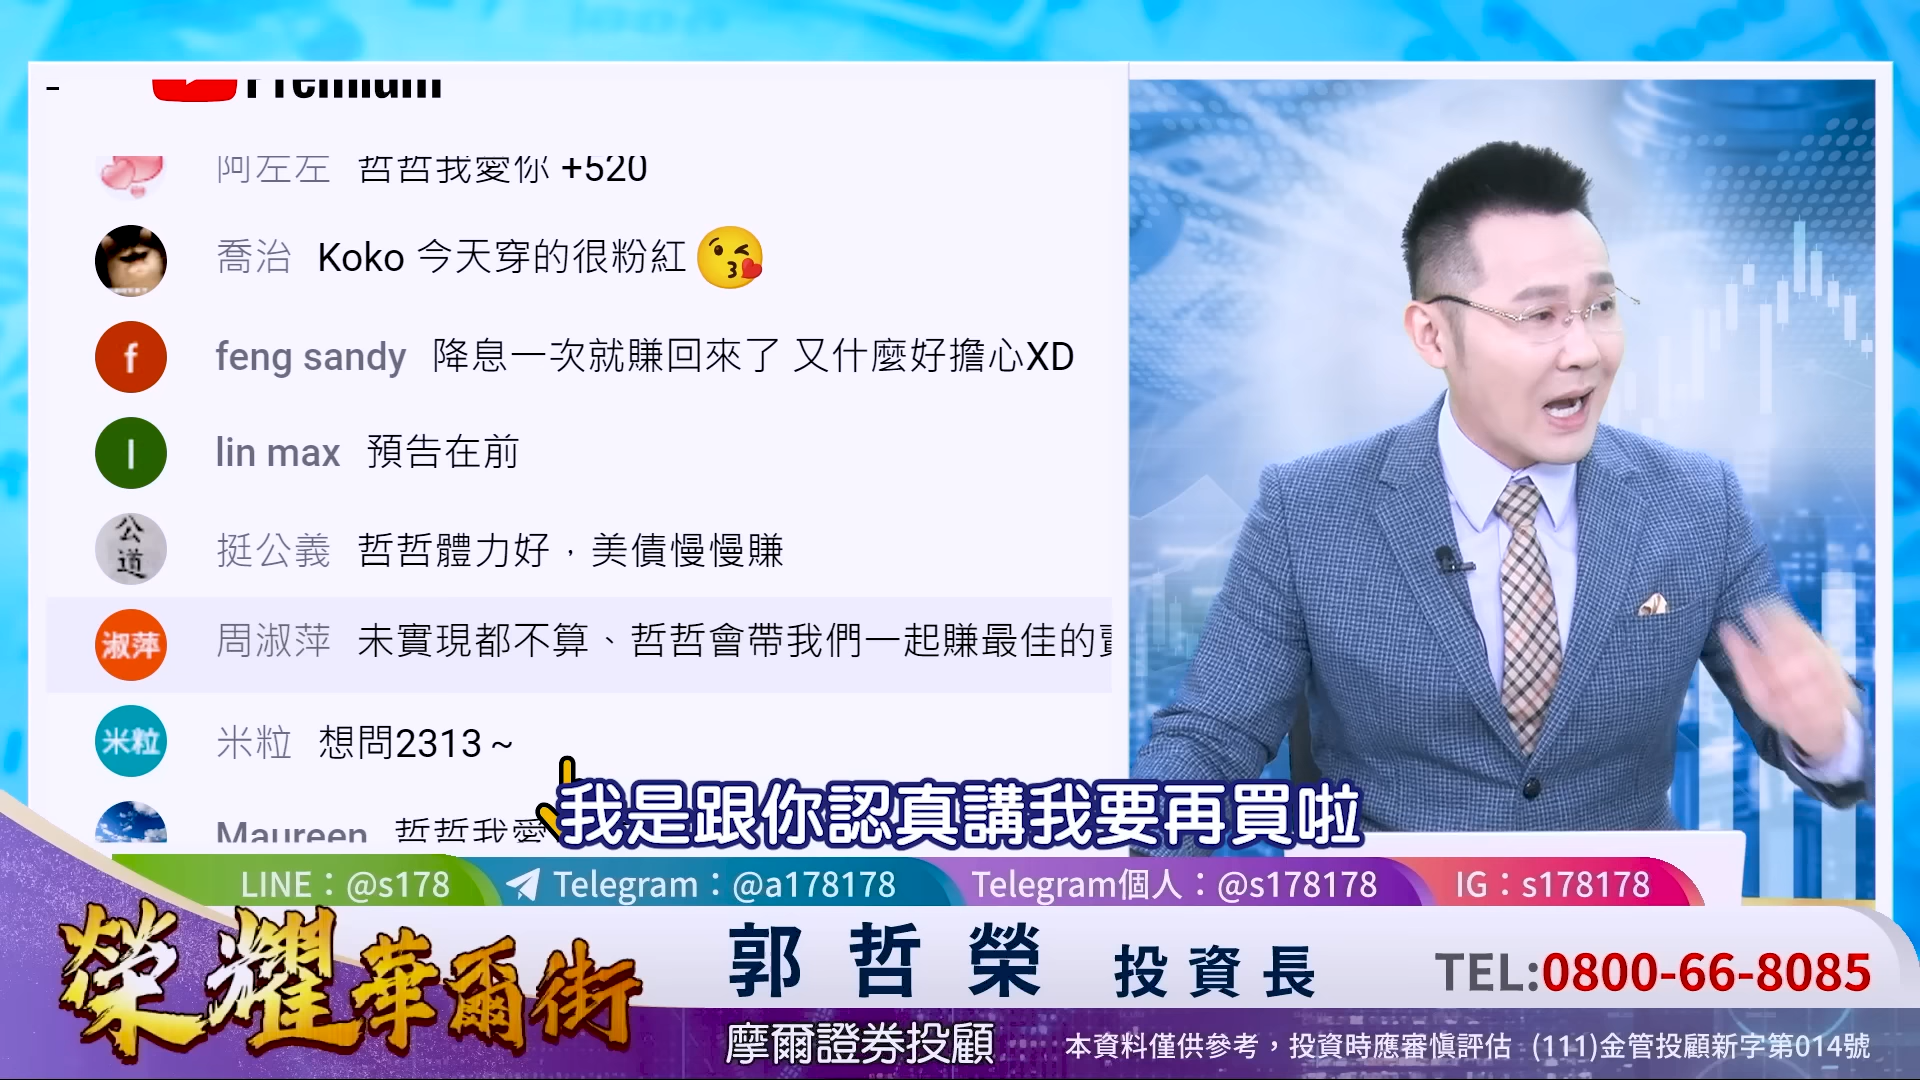 Premium
阿左左 哲哲我愛你 +520
喬治 Koko 今天穿的很粉紅
f feng sandy 降息一次就賺回來了 又什麼好擔心XD
l lin max 預告在前
公道 挺公義 哲哲體力好，美債慢慢賺
淑萍 周淑萍 未實現都不算、哲哲會帶我們一起賺最佳的
米粒 米粒 想問2313～
Maureen 哲哲我愛
我是跟你認真講我要再買啦
LINE：@s178 Telegram：@a178178 Telegram個人：@s178178 IG：s178178
榮耀華爾街
郭哲榮 投資長 TEL:0800-66-8085
摩爾證券投顧 本資料僅供參考，投資時應審慎評估 (111)金管投顧新字第014號